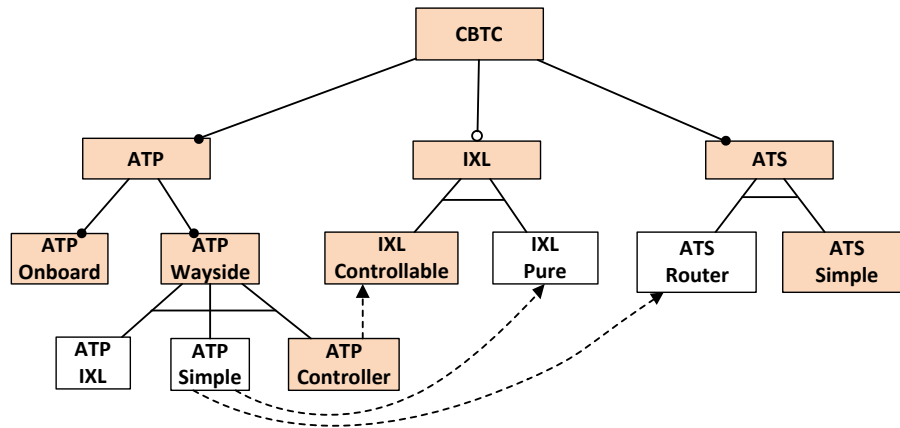 CBTC
ATP
IXL
ATS
ATP
Onboard
ATP
Wayside
IXL
Controllable
IXL
Pure
ATS
Router
ATS
Simple
ATP
IXL
ATP
Simple
ATP
Controller